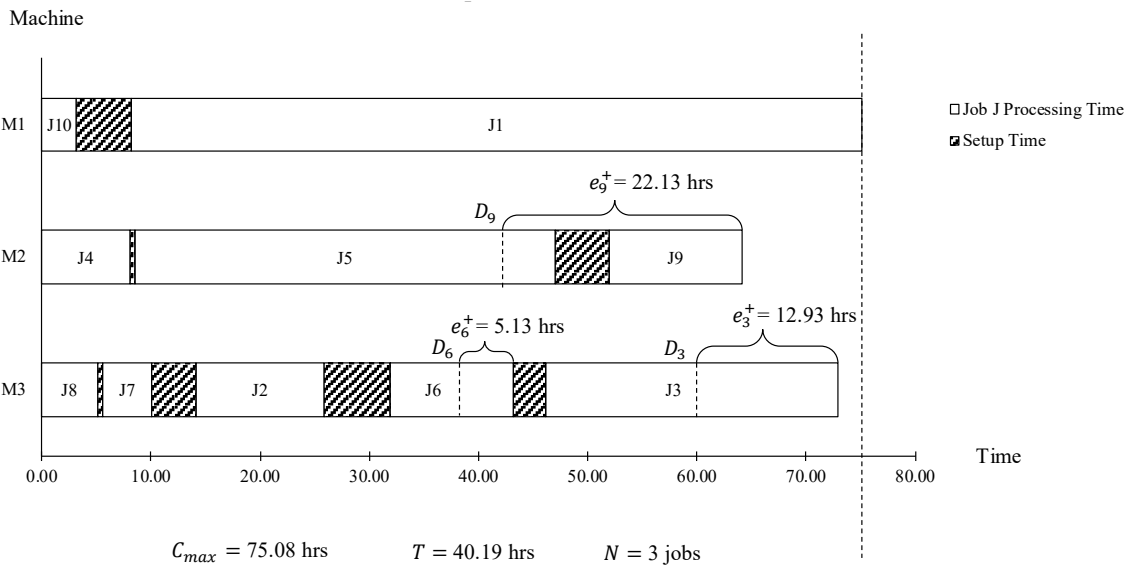 Machine
M1
J10
J1
Job J Processing Time
Setup Time
e₉⁺ = 22.13 hrs
D₉
M2
J4
J5
J9
e₆⁺ = 5.13 hrs
D₆
e₃⁺ = 12.93 hrs
D₃
M3
J8
J7
J2
J6
J3
0.00 10.00 20.00 30.00 40.00 50.00 60.00 70.00 80.00
Time
Cₘₐₓ = 75.08 hrs T = 40.19 hrs N = 3 jobs